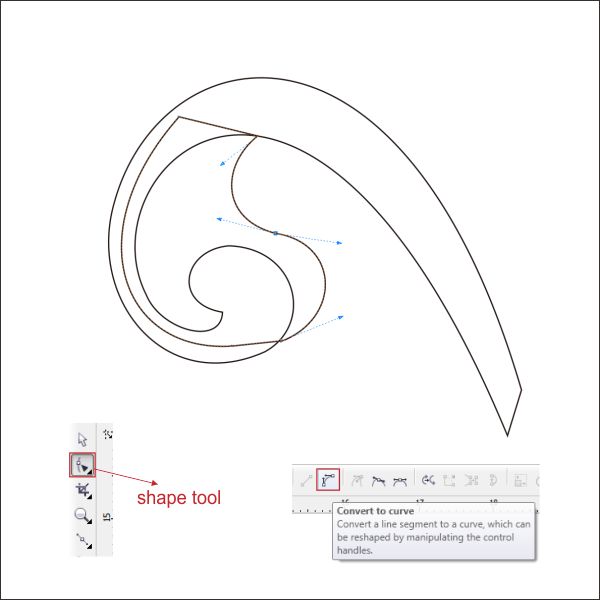 shape tool
15
16
17
18
Convert to curve
Convert a line segment to a curve, which can
be reshaped by manipulating the control
handles.